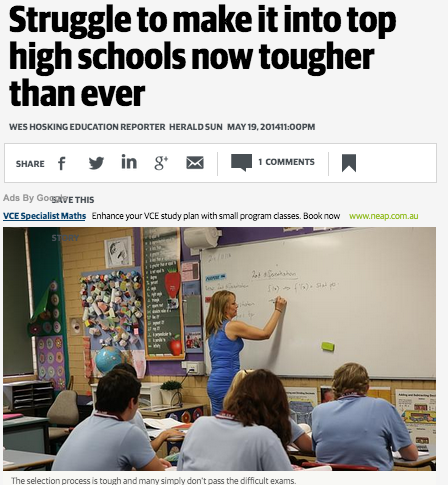 Struggle to make it into top
high schools now tougher
than ever
WES HOSKING EDUCATION REPORTER HERALD SUN MAY 19, 201411:00PM
SHARE f in g+ 1 COMMENTS
Ads By Google SAVE THIS
VCE Specialist Maths Enhance your VCE study plan with small program classes. Book now www.neap.com.au
STORY
The selection process is tough and many simply don't pass the difficult exams.